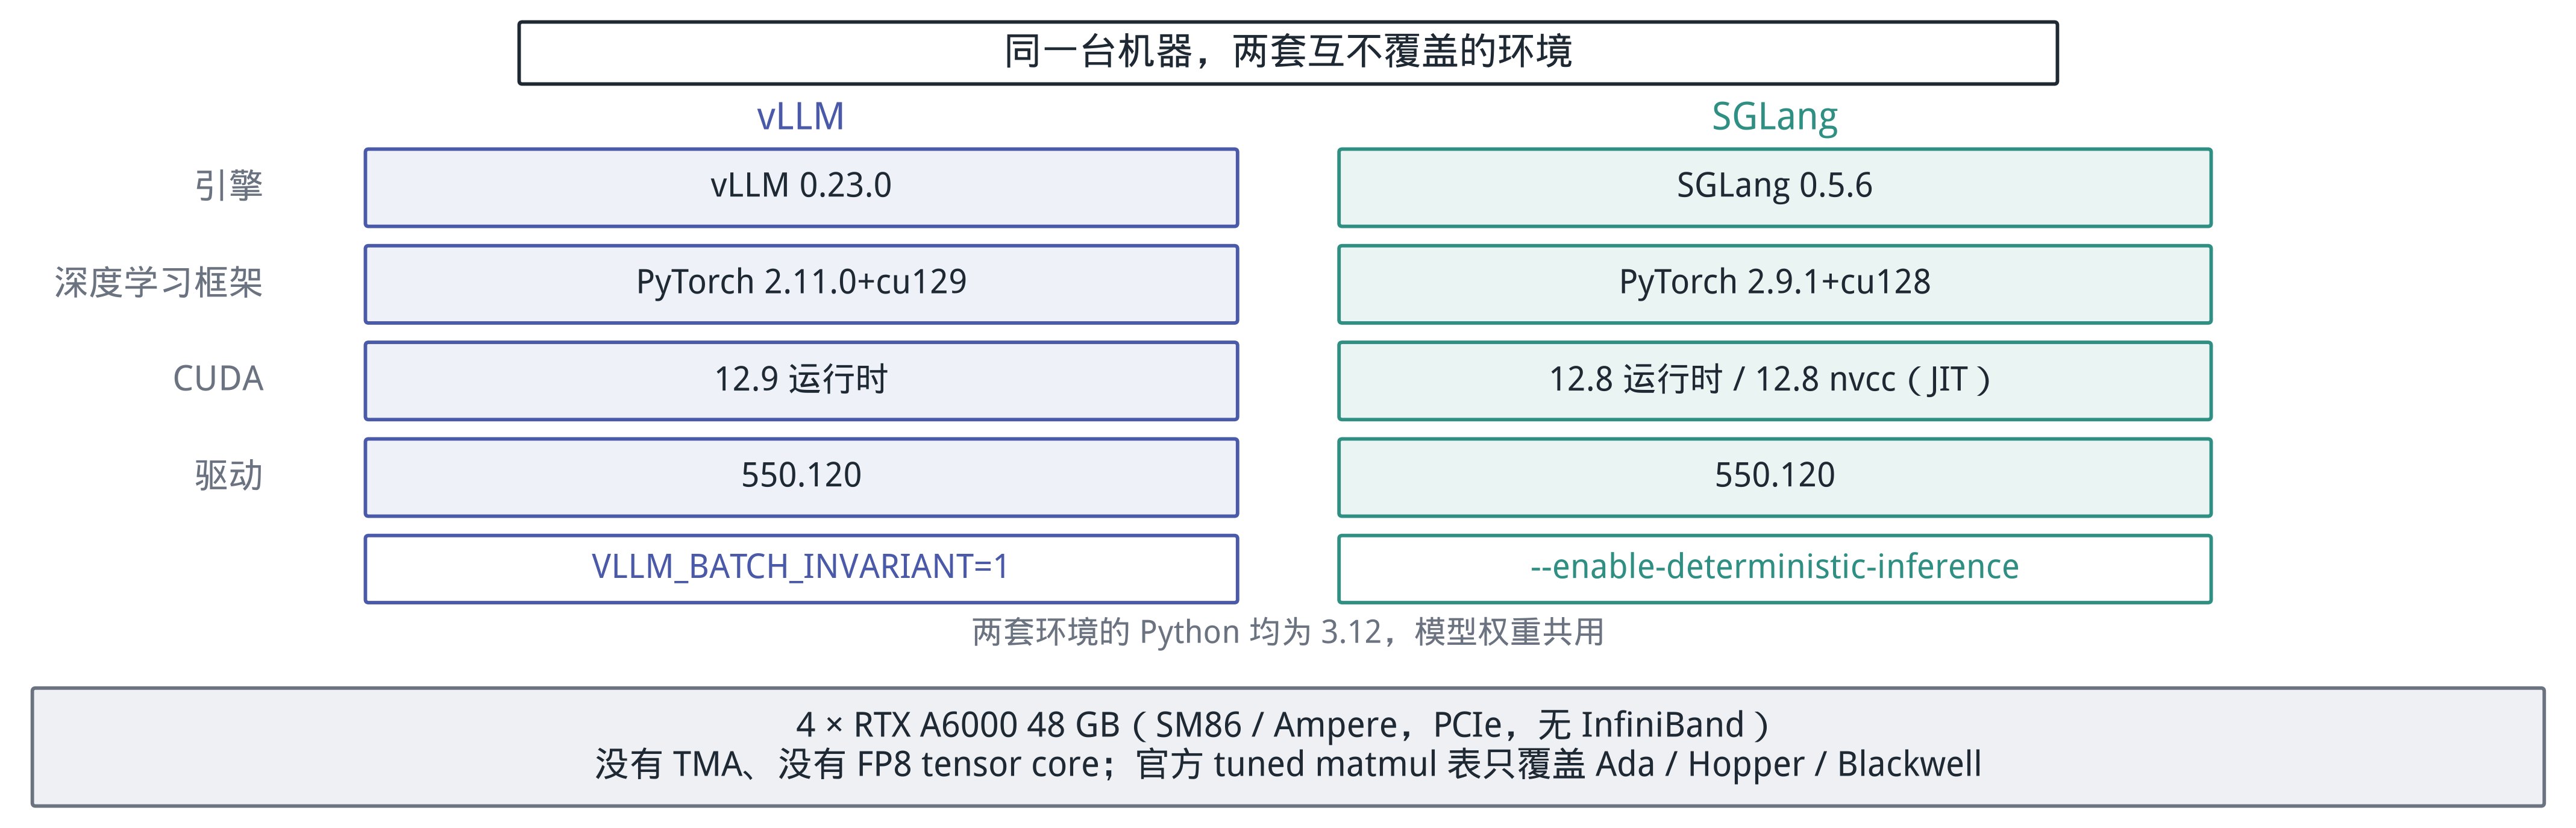 同一台机器，两套互不覆盖的环境
vLLM
SGLang
引擎
vLLM 0.23.0
SGLang 0.5.6
深度学习框架
PyTorch 2.11.0+cu129
PyTorch 2.9.1+cu128
CUDA
12.9 运行时
12.8 运行时 / 12.8 nvcc（JIT）
驱动
550.120
550.120
VLLM_BATCH_INVARIANT=1
--enable-deterministic-inference
两套环境的 Python 均为 3.12，模型权重共用
4 × RTX A6000 48 GB（SM86 / Ampere，PCIe，无 InfiniBand）
没有 TMA、没有 FP8 tensor core；官方 tuned matmul 表只覆盖 Ada / Hopper / Blackwell